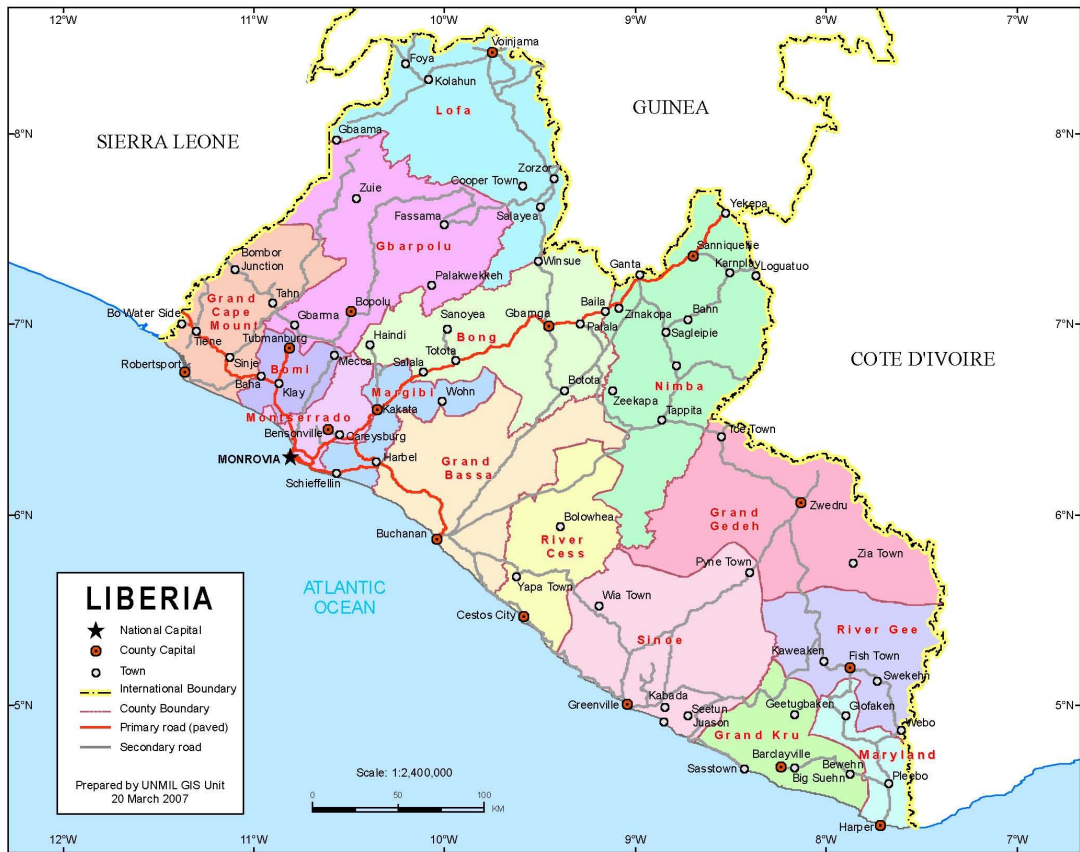 12°W
11°W
10°W
9°W
8°W
7°W
8°N
7°N
6°N
5°N
8°N
7°N
6°N
5°N
12°W
11°W
10°W
9°W
8°W
7°W
SIERRA LEONE
GUINEA
COTE D'IVOIRE
ATLANTIC
OCEAN
Voinjama
Foya
Kolahun
Lofa
Gbaama
Zorzor
Cooper Town
Zuie
Salayea
Fassama
Gbarpolu
Yekepa
Sanniquellie
Karnplay
Loguatuo
Ganta
Winsue
Bombor
Junction
Palakwekkeh
Tahn
Bopolu
Grand
Cape
Mount
Bo Water Side
Tiene
Gbarma
Tubmanburg
Sanoyea
Haindi
Bong
Gbarnga
Baila
Palala
Zinakopa
Bahn
Sagleipie
Robertsport
Sinje
Baha
Bomi
Klay
Mecca
Salala
Totota
Margibi
Wohn
Botota
Zeekapa
Nimba
Tappita
Montserrado
Kakata
Bensonville
Careysburg
MONROVIA
Harbel
Schieffelin
Grand
Bassa
Toe Town
Buchanan
Bolowhea
River
Cess
Grand
Gedeh
Zwedru
Zia Town
Pyne Town
Yapa Town
Wia Town
Cestos City
Sinoe
River Gee
Kaweaken
Fish Town
Swekehn
Greenville
Kabada
Seetun
Juason
Geetugbaken
Glofaken
Webo
Grand Kru
Maryland
Barclayville
Bewehn
Sasstown
Big Suehn
Pleebo
Harper
LIBERIA
National Capital
County Capital
Town
International Boundary
County Boundary
Primary road (paved)
Secondary road
Prepared by UNMIL GIS Unit
20 March 2007
Scale: 1:2,400,000
0
50
100
KM